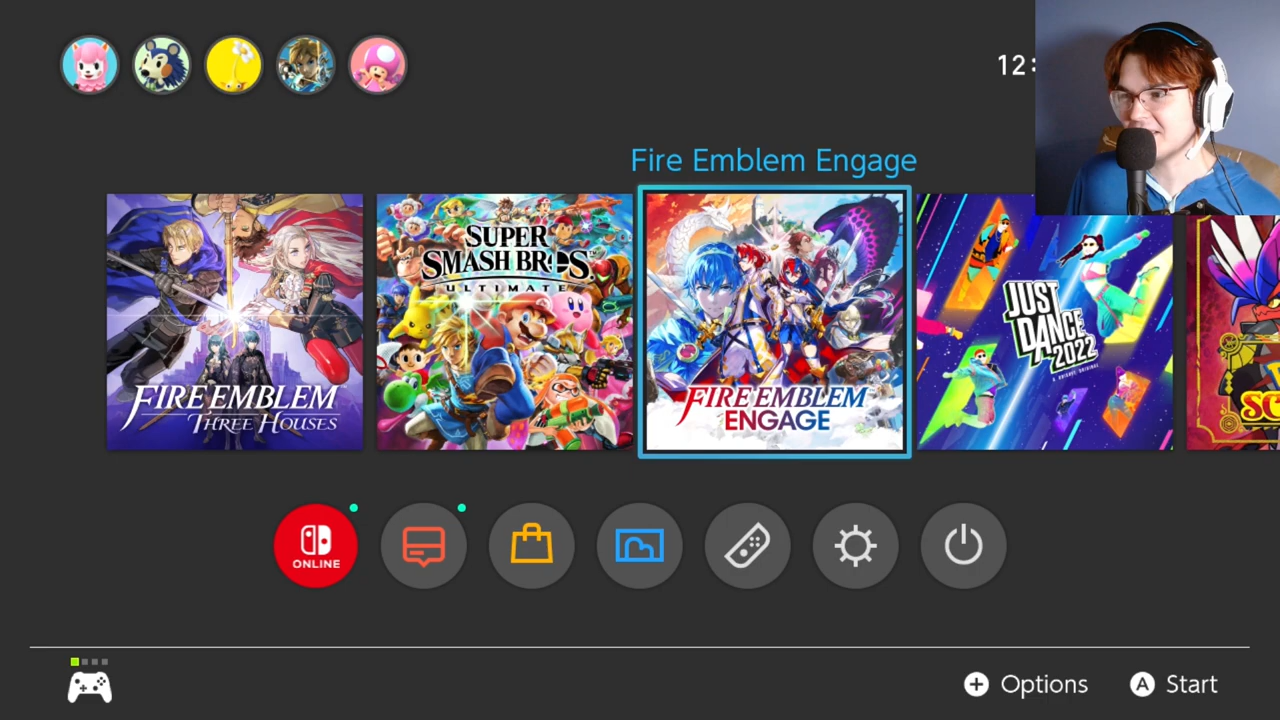 12:
Fire Emblem Engage
FIRE EMBLEM
THREE HOUSES
SUPER
SMASH BROS.
ULTIMATE
FIRE EMBLEM
ENGAGE
JUST
DANCE
2022
ONLINE
Options
A Start